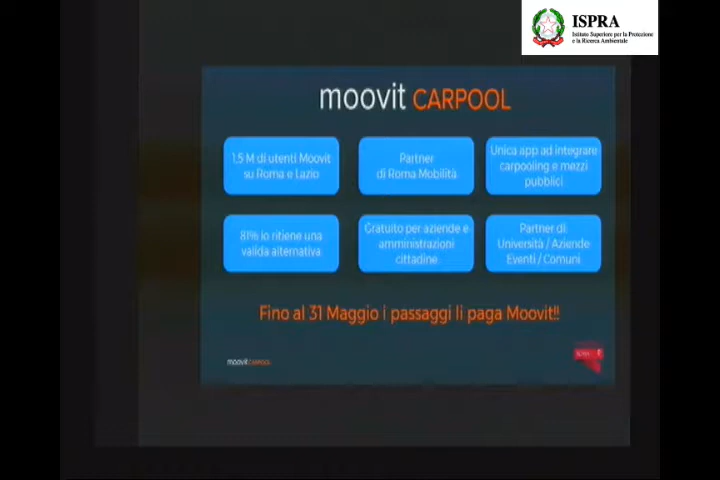 ISPRA
Istituto Superiore per la Protezione
e la Ricerca Ambientale
moovit CARPOOL
1,5 M di utenti Moovit
su Roma e Lazio
Partner
di Roma Mobilità
Unica app ad integrare
carpooling e mezzi
pubblici
81% lo ritiene una
valida alternativa
Gratuito per aziende e
amministrazioni
cittadine
Partner di
Università / Aziende
Eventi / Comuni
Fino al 31 Maggio i passaggi li paga Moovit!!
moovit CARPOOL